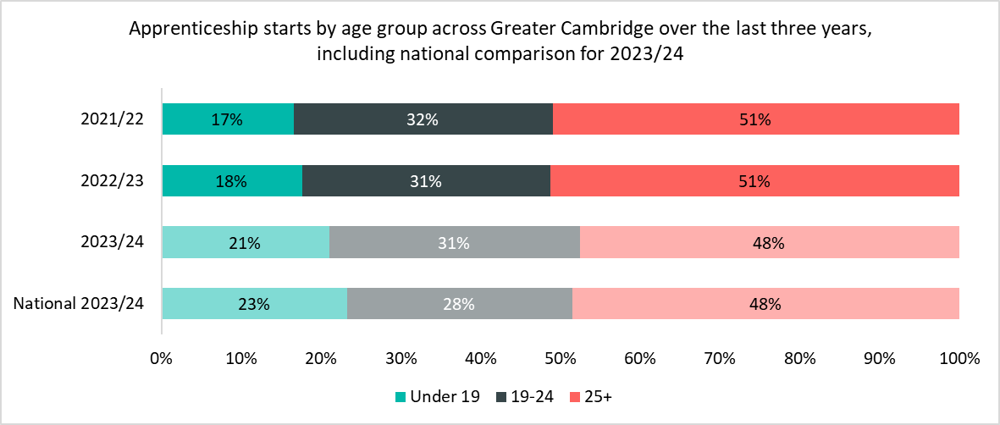 Apprenticeship starts by age group across Greater Cambridge over the last three years,
including national comparison for 2023/24
2021/22 17% 32% 51%
2022/23 18% 31% 51%
2023/24 21% 31% 48%
National 2023/24 23% 28% 48%
0% 10% 20% 30% 40% 50% 60% 70% 80% 90% 100%
Under 19 19-24 25+